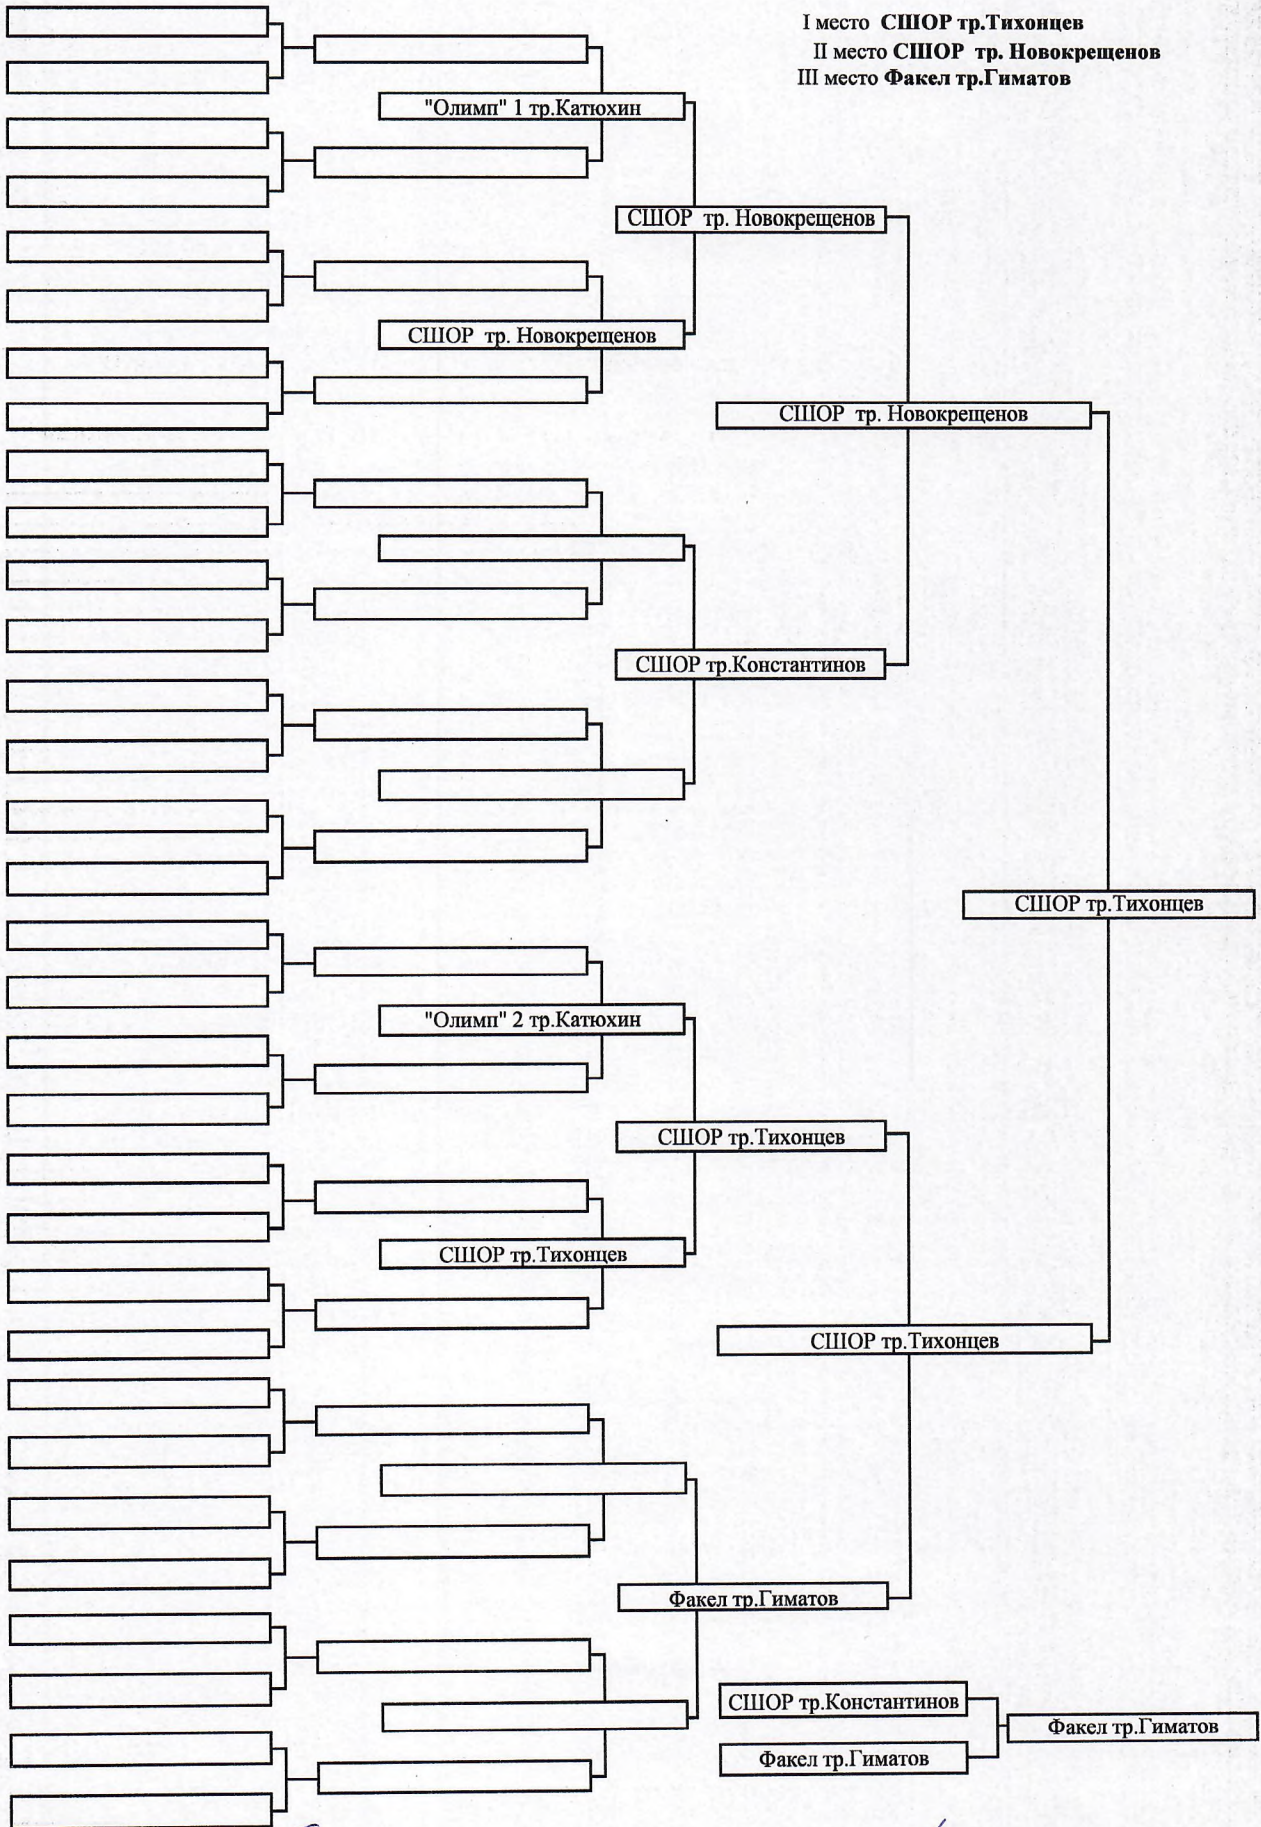 I место СШОР тр.Тихонцев
II место СШОР тр. Новокрещенов
III место Факел тр.Гиматов
"Олимп" 1 тр.Катюхин
СШОР тр. Новокрещенов
СШОР тр. Новокрещенов
СШОР тр. Новокрещенов
СШОР тр.Константинов
СШОР тр.Тихонцев
"Олимп" 2 тр.Катюхин
СШОР тр.Тихонцев
СШОР тр.Тихонцев
СШОР тр.Тихонцев
Факел тр.Гиматов
СШОР тр.Константинов
Факел тр.Гиматов
Факел тр.Гиматов